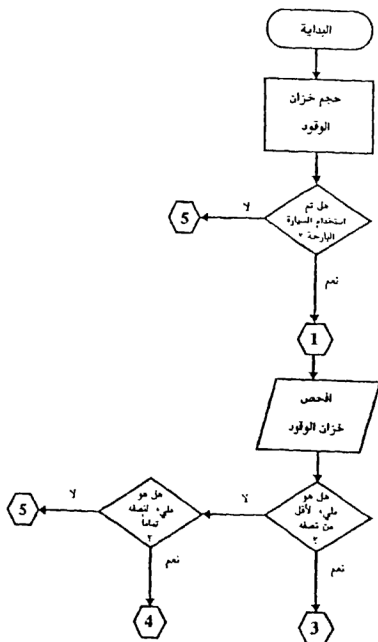 البداية
حجم خزان
الوقود
هل تم
استخدام السيارة
البارحة ؟
لا
5
نعم
1
افحص
خزان الوقود
هل هو
مليء لأقل
من نصفه
؟
لا
هل هو
مليء لنصفه
تماماً
؟
لا
5
نعم
4
نعم
3